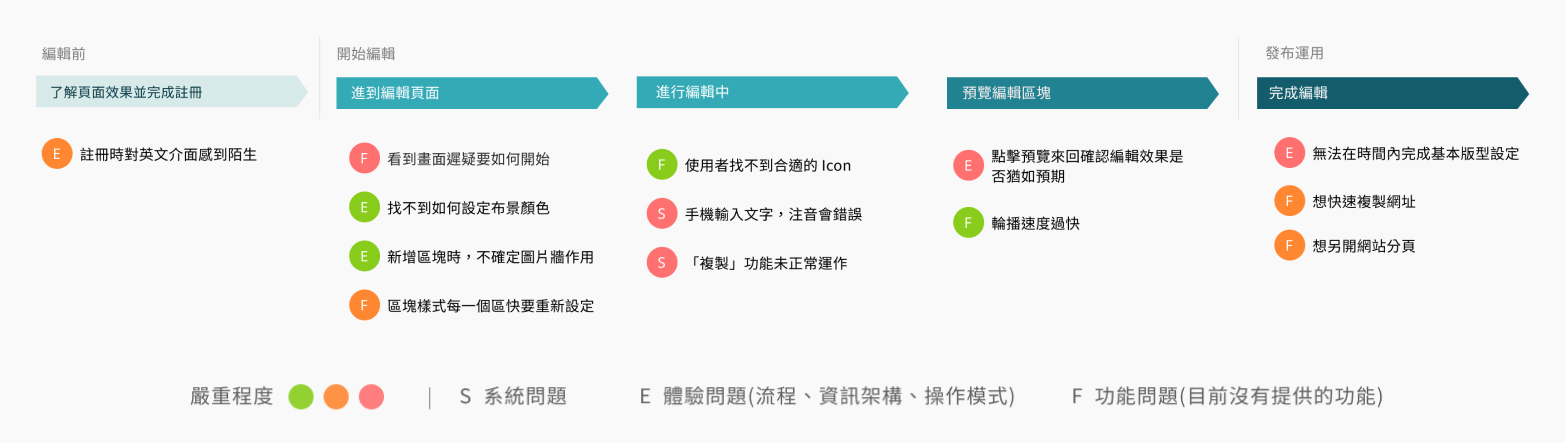 編輯前
了解頁面效果並完成註冊
E 註冊時對英文介面感到陌生
開始編輯
進到編輯頁面
F 看到畫面遲疑要如何開始
E 找不到如何設定布景顏色
E 新增區塊時，不確定圖片牆作用
F 區塊樣式每一個區快要重新設定
進行編輯中
F 使用者找不到合適的 Icon
S 手機輸入文字，注音會錯誤
S 「複製」功能未正常運作
預覽編輯區塊
E 點擊預覽來回確認編輯效果是
否猶如預期
F 輪播速度過快
發布運用
完成編輯
E 無法在時間內完成基本版型設定
F 想快速複製網址
F 想另開網站分頁
嚴重程度 | S 系統問題 E 體驗問題(流程、資訊架構、操作模式) F 功能問題(目前沒有提供的功能)